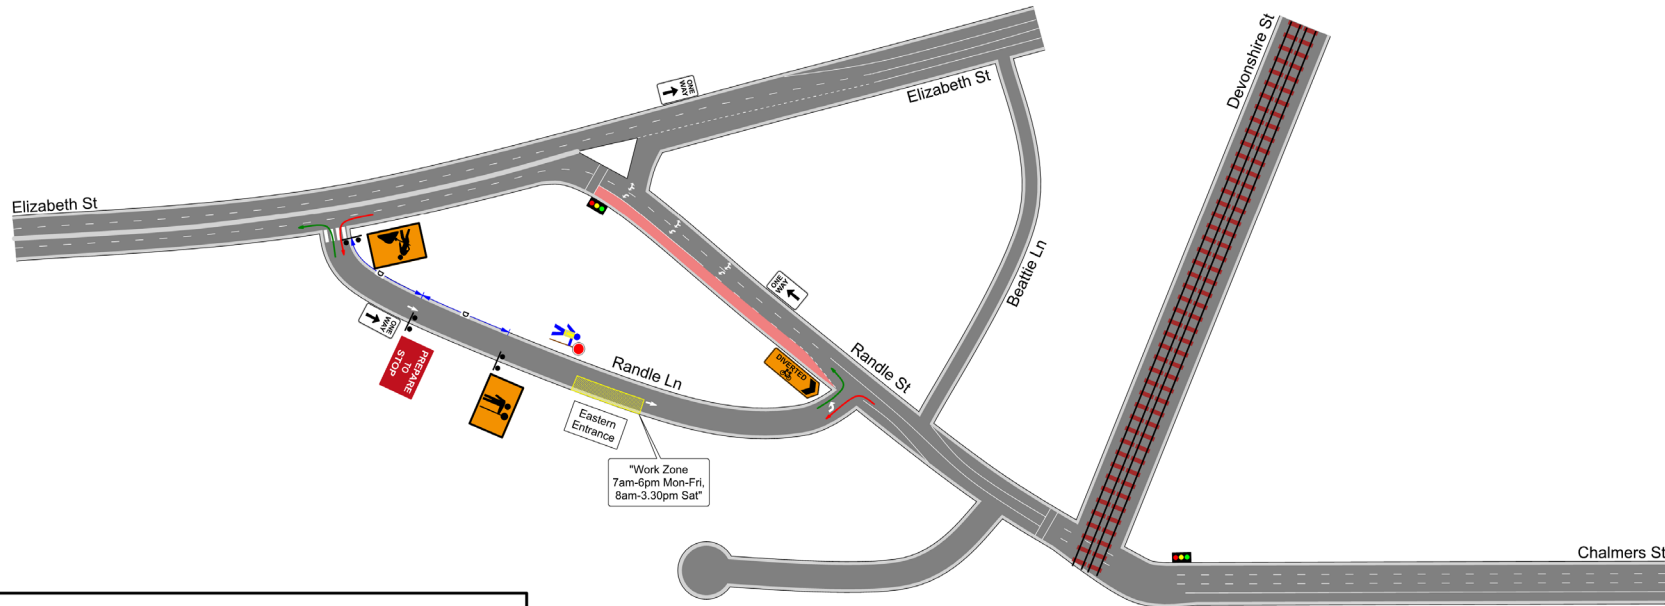 Elizabeth St
ONE
WAY
Elizabeth St
Devonshire St
Beattie Ln
ONE
WAY
DIVERTED
Randle St
D
D
ONE
WAY
PREPARE
TO
STOP
Randle Ln
Eastern
Entrance
"Work Zone
7am-6pm Mon-Fri,
8am-3.30pm Sat"
Chalmers St